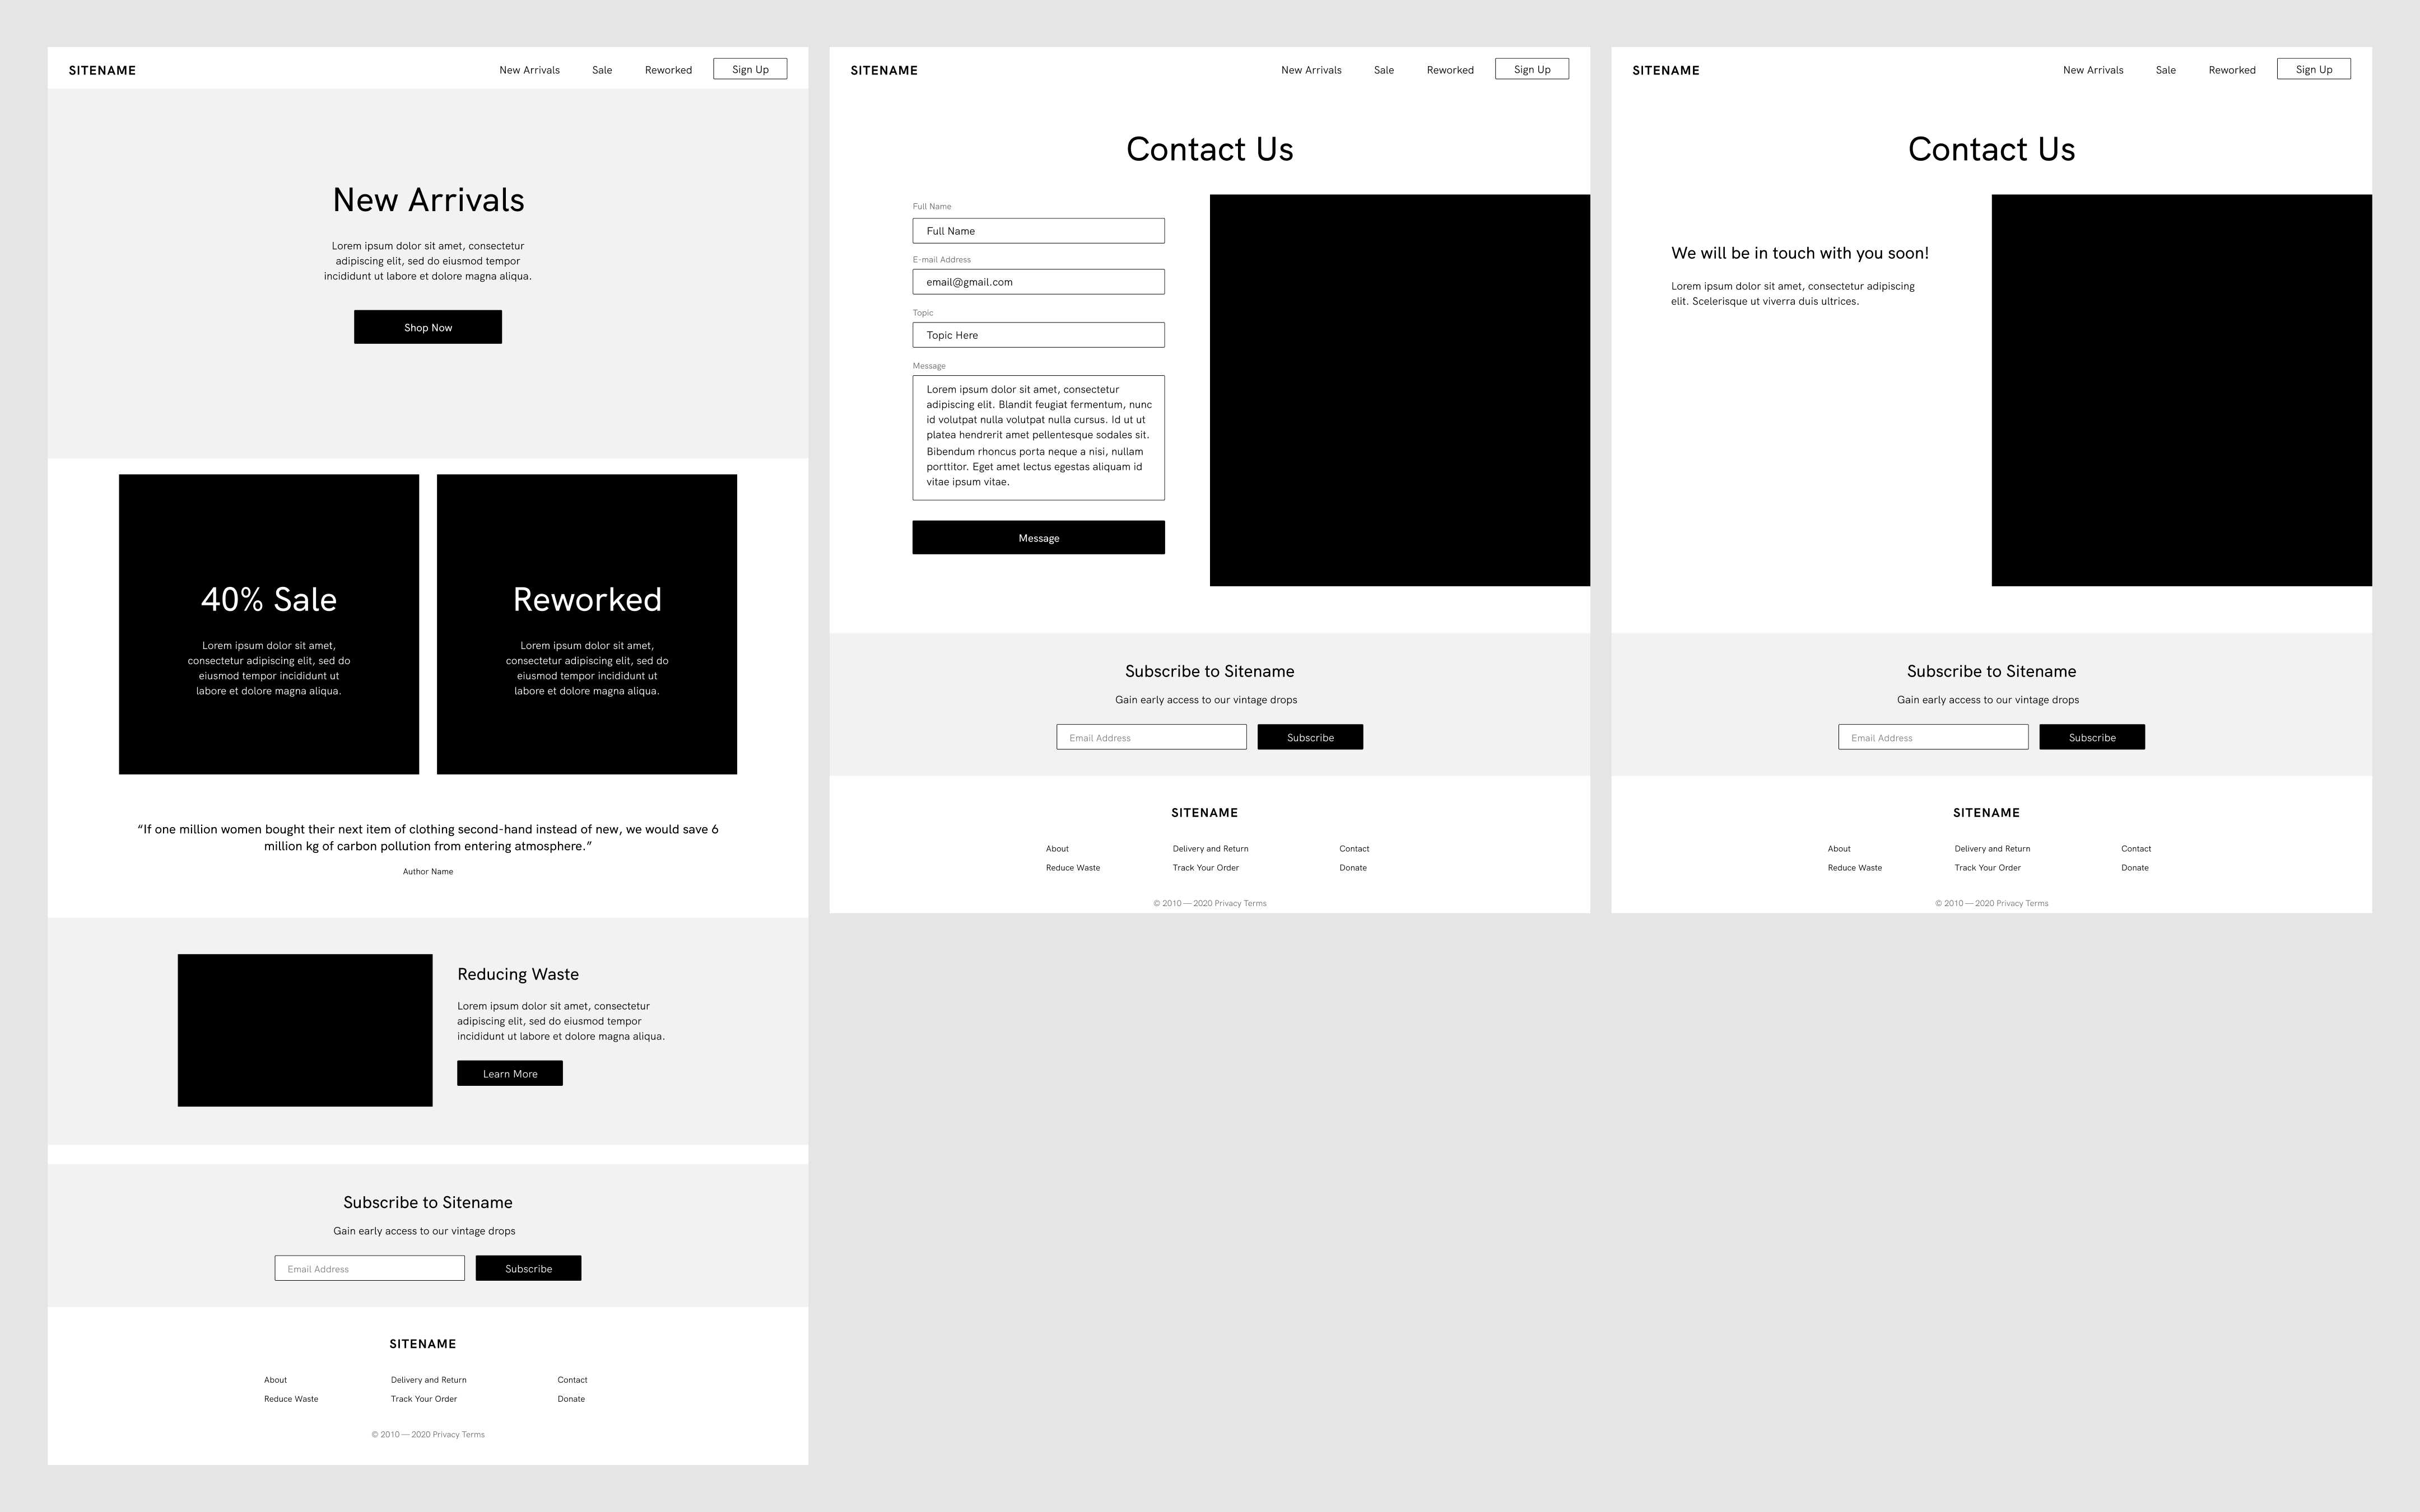 SITENAME
New Arrivals
Sale
Reworked
Sign Up
New Arrivals
Lorem ipsum dolor sit amet, consectetur
adipiscing elit, sed do eiusmod tempor
incididunt ut labore et dolore magna aliqua.
Shop Now
40% Sale
Lorem ipsum dolor sit amet,
consectetur adipiscing elit, sed do
eiusmod tempor incididunt ut
labore et dolore magna aliqua.
Reworked
Lorem ipsum dolor sit amet,
consectetur adipiscing elit, sed do
eiusmod tempor incididunt ut
labore et dolore magna aliqua.
“If one million women bought their next item of clothing second-hand instead of new, we would save 6
million kg of carbon pollution from entering atmosphere.”
Author Name
Reducing Waste
Lorem ipsum dolor sit amet, consectetur
adipiscing elit, sed do eiusmod tempor
incididunt ut labore et dolore magna aliqua.
Learn More
Subscribe to Sitename
Gain early access to our vintage drops
Email Address
Subscribe
SITENAME
About
Delivery and Return
Contact
Reduce Waste
Track Your Order
Donate
© 2010 — 2020 Privacy Terms
SITENAME
New Arrivals
Sale
Reworked
Sign Up
Contact Us
Full Name
Full Name
E-mail Address
email@gmail.com
Topic
Topic Here
Message
Lorem ipsum dolor sit amet, consectetur
adipiscing elit. Blandit feugiat fermentum, nunc
id volutpat nulla volutpat nulla cursus. Id ut ut
platea hendrerit amet pellentesque sodales sit.
Bibendum rhoncus porta neque a nisi, nullam
porttitor. Eget amet lectus egestas aliquam id
vitae ipsum vitae.
Message
Subscribe to Sitename
Gain early access to our vintage drops
Email Address
Subscribe
SITENAME
About
Delivery and Return
Contact
Reduce Waste
Track Your Order
Donate
© 2010 — 2020 Privacy Terms
SITENAME
New Arrivals
Sale
Reworked
Sign Up
Contact Us
We will be in touch with you soon!
Lorem ipsum dolor sit amet, consectetur adipiscing
elit. Scelerisque ut viverra duis ultrices.
Subscribe to Sitename
Gain early access to our vintage drops
Email Address
Subscribe
SITENAME
About
Delivery and Return
Contact
Reduce Waste
Track Your Order
Donate
© 2010 — 2020 Privacy Terms